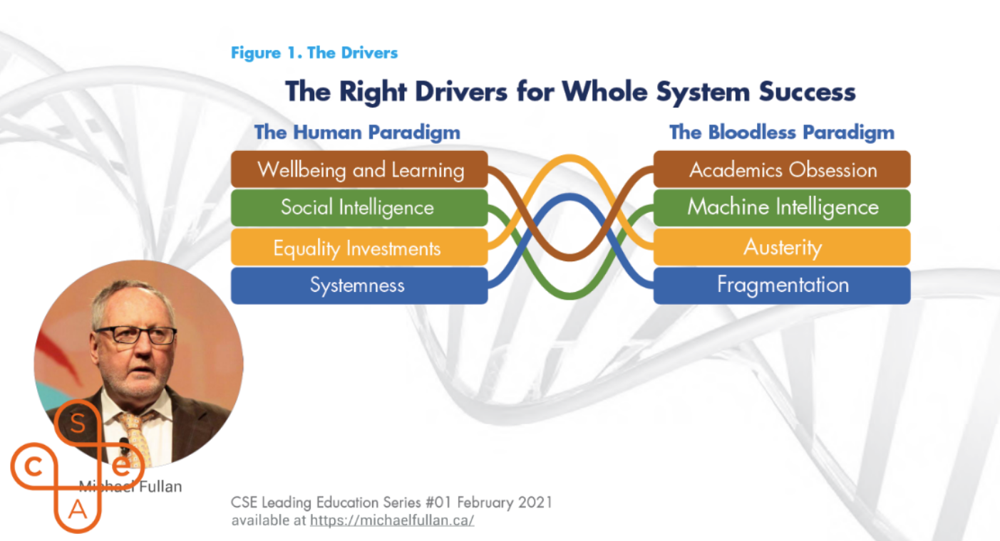 Figure 1. The Drivers
The Right Drivers for Whole System Success
The Human Paradigm
The Bloodless Paradigm
Wellbeing and Learning
Academics Obsession
Social Intelligence
Machine Intelligence
Equality Investments
Austerity
Systemness
Fragmentation
S
c e
A
Michael Fullan
CSE Leading Education Series #01 February 2021
available at https://michaelfullan.ca/